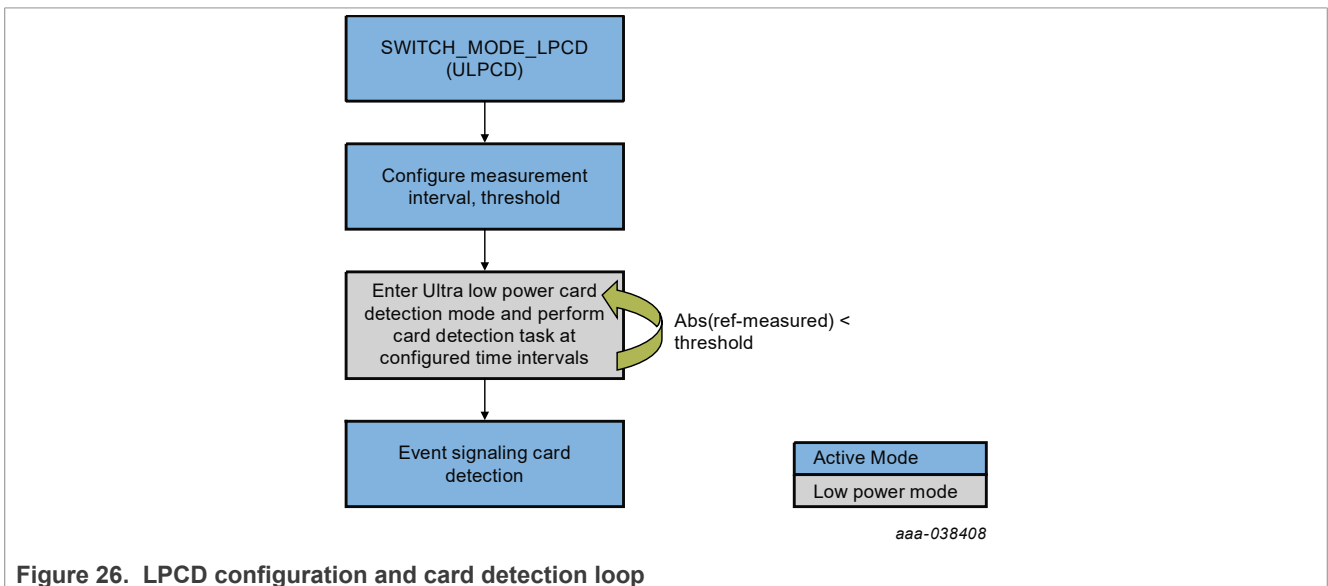 SWITCH_MODE_LPCD
(ULPCD)
Configure measurement
interval, threshold
Enter Ultra low power card
detection mode and perform
card detection task at
configured time intervals
Abs(ref-measured) <
threshold
Event signaling card
detection
Active Mode
Low power mode
aaa-038408
Figure 26. LPCD configuration and card detection loop